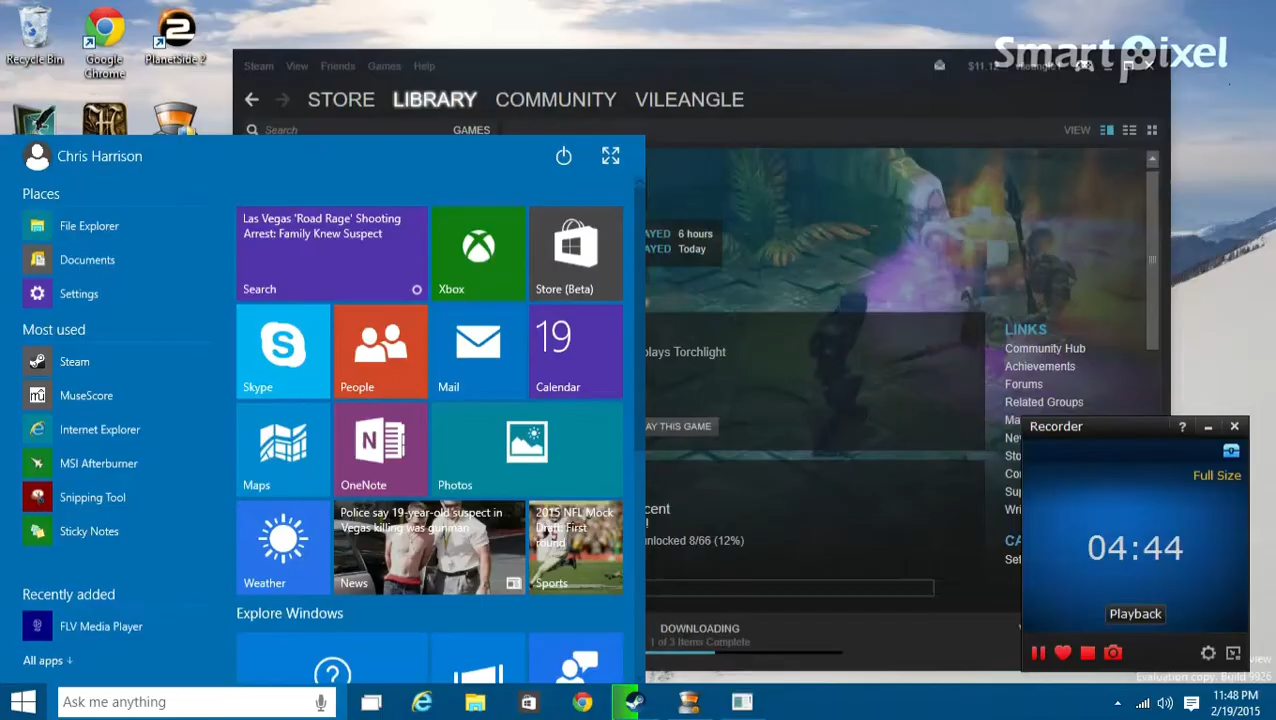 SmartPixel
Recycle Bin
Google Chrome
PlanetSide 2
Steam View Friends Games Help
$11.12
STORE LIBRARY COMMUNITY VILEANGLE
Search
GAMES
VIEW
Chris Harrison
Places
File Explorer
Documents
Settings
Most used
Steam
MuseScore
Internet Explorer
MSI Afterburner
Snipping Tool
Sticky Notes
Recently added
FLV Media Player
All apps
Las Vegas 'Road Rage' Shooting
Arrest: Family Knew Suspect
Search
Xbox
Store (Beta)
Skype
People
Mail
19
Calendar
Maps
OneNote
Photos
Weather
Police say 19-year-old suspect in
Vegas killing was gunman
News
2015 NFL Mock
Draft: First
round
Sports
Explore Windows
AYED 6 hours
AYED Today
plays Torchlight
AY THIS GAME
cent
unlocked 8/66 (12%)
DOWNLOADING
1 of 3 Items Complete
LINKS
Community Hub
Achievements
Forums
Related Groups
Recorder
Full Size
04:44
Playback
Evaluation copy. Build 9926
Ask me anything
11:48 PM
2/19/2015